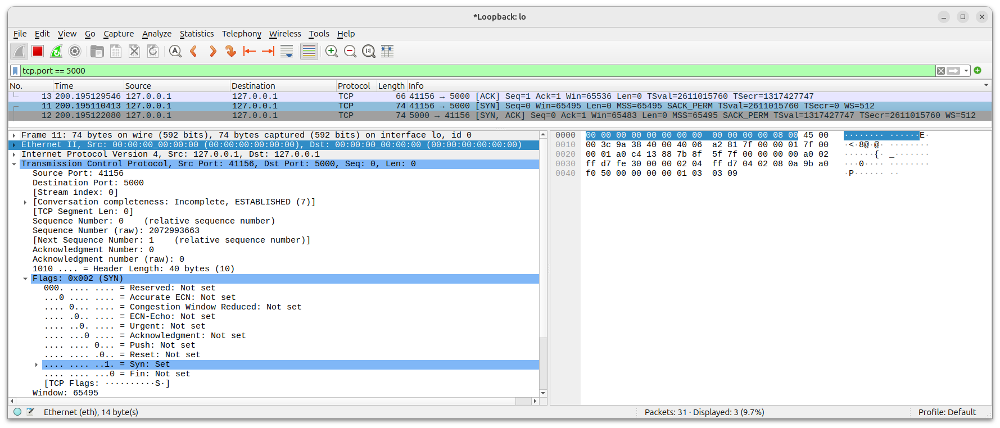 *Loopback: lo
File Edit View Go Capture Analyze Statistics Telephony Wireless Tools Help
tcp.port == 5000
No. Time Source Destination Protocol Length Info
13 200.195129546 127.0.0.1 127.0.0.1 TCP 66 41156 → 5000 [ACK] Seq=1 Ack=1 Win=65536 Len=0 TSval=2611015760 TSecr=1317427747
11 200.195110413 127.0.0.1 127.0.0.1 TCP 74 41156 → 5000 [SYN] Seq=0 Win=65495 Len=0 MSS=65495 SACK_PERM TSval=2611015760 TSecr=0 WS=512
12 200.195122080 127.0.0.1 127.0.0.1 TCP 74 5000 → 41156 [SYN, ACK] Seq=0 Ack=1 Win=65483 Len=0 MSS=65495 SACK_PERM TSval=1317427747 TSecr=2611015760 WS=512
Frame 11: 74 bytes on wire (592 bits), 74 bytes captured (592 bits) on interface lo, id 0
Ethernet II, Src: 00:00:00_00:00:00 (00:00:00:00:00:00), Dst: 00:00:00_00:00:00 (00:00:00:00:00:00)
Internet Protocol Version 4, Src: 127.0.0.1, Dst: 127.0.0.1
Transmission Control Protocol, Src Port: 41156, Dst Port: 5000, Seq: 0, Len: 0
Source Port: 41156
Destination Port: 5000
[Stream index: 0]
[Conversation completeness: Incomplete, ESTABLISHED (7)]
[TCP Segment Len: 0]
Sequence Number: 0 (relative sequence number)
Sequence Number (raw): 2072993663
[Next Sequence Number: 1 (relative sequence number)]
Acknowledgment Number: 0
Acknowledgment number (raw): 0
1010 .... = Header Length: 40 bytes (10)
Flags: 0x002 (SYN)
000. .... .... = Reserved: Not set
...0 .... .... = Accurate ECN: Not set
.... 0... .... = Congestion Window Reduced: Not set
.... .0.. .... = ECN-Echo: Not set
.... ..0. .... = Urgent: Not set
.... ...0 .... = Acknowledgment: Not set
.... .... 0... = Push: Not set
.... .... .0.. = Reset: Not set
.... .... ..1. = Syn: Set
.... .... ...0 = Fin: Not set
[TCP Flags: ··········S·]
Window: 65495
0000 00 00 00 00 00 00 00 00 00 00 00 00 08 00 45 00 ········ ······E·
0010 00 3c 9a 38 40 00 40 06 a2 81 7f 00 00 01 7f 00 ·<·8@·@· ········
0020 00 01 a0 c4 13 88 7b 8f 5f 7f 00 00 00 00 a0 02 ······{· _·······
0030 ff d7 fe 30 00 00 02 04 ff d7 04 02 08 0a 9b a0 ···0···· ········
0040 f0 50 00 00 00 00 01 03 03 09 ·P······ ··
Ethernet (eth), 14 byte(s)
Packets: 31 · Displayed: 3 (9.7%)
Profile: Default